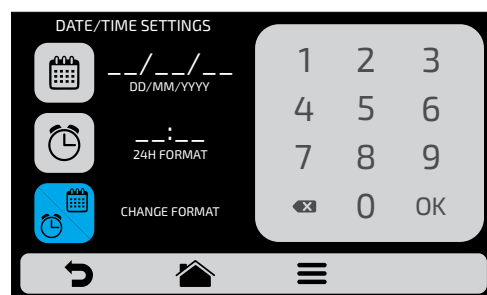 DATE/TIME SETTINGS
__/__/__
DD/MM/YYYY
__:__
24H FORMAT
CHANGE FORMAT
1 2 3
4 5 6
7 8 9
0 OK